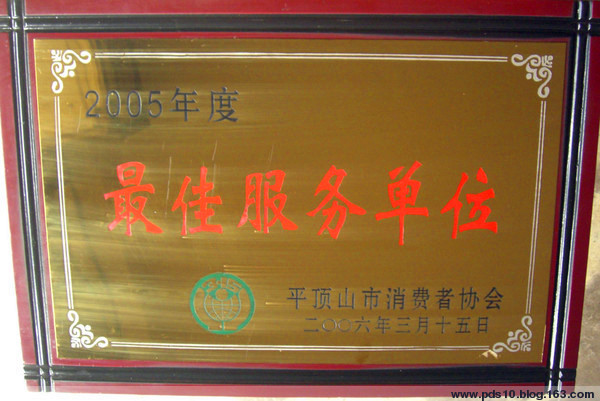 2005年度
最佳服务单位
平顶山市消费者协会
二〇〇六年三月十五日
www.pds10.blog.163.com